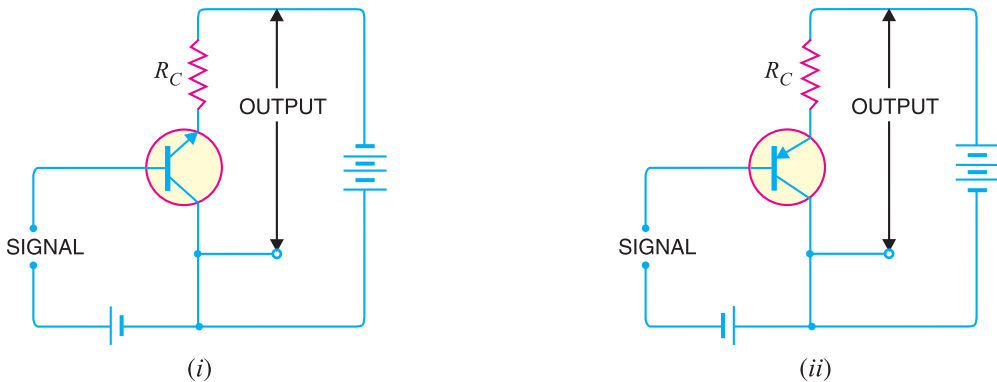 R_C
OUTPUT
SIGNAL
(i)
R_C
OUTPUT
SIGNAL
(ii)